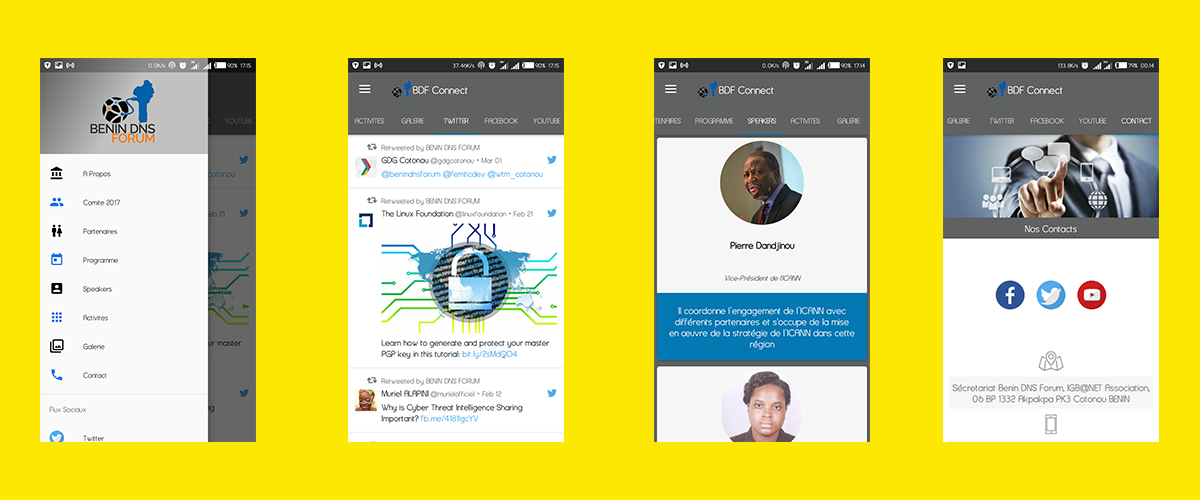 0.0K/s 90% 17:15
BENIN DNS
FORUM
YOUTUBE
A Propos
Comite 2017
Partenaires
Programme
Speakers
Activites
Galerie
Contact
Flux Sociaux
Twitter
otonou
eb 21
ur master
37.46K/s 90% 17:15
BDF Connect
ACTIVITES GALERIE TWITTER FACEBOOK YOUTUBE
Retweeted by BENIN DNS FORUM
GDG Cotonou @gdgcotonou • Mar 01
@benindnsforum @femticdev @wtm_cotonou
Retweeted by BENIN DNS FORUM
The Linux Foundation @linuxfoundation • Feb 21
Learn how to generate and protect your master
PGP key in this tutorial: bit.ly/2sMdQO4
Retweeted by BENIN DNS FORUM
Muriel ALAPINI @murielafficiel • Feb 12
Why is Cyber Threat Intelligence Sharing
Important? fb.me/4181lgcYV
0.0K/s 90% 17:14
BDF Connect
TENAIRES PROGRAMME SPEAKERS ACTIVITES GALERIE
Pierre Dandjinou
Vice-Président de l'ICANN
Il coordonne l'engagement de l'ICANN avec
différents partenaires et s'occupe de la mise
en œuvre de la stratégie de l'ICANN dans cette
région
133.8K/s 79% 00:14
BDF Connect
GALERIE TWITTER FACEBOOK YOUTUBE CONTACT
Nos Contacts
Sécretariat Benin DNS Forum, IGB@NET Association,
06 BP 1332 Akpakpa PK3 Cotonou BENIN